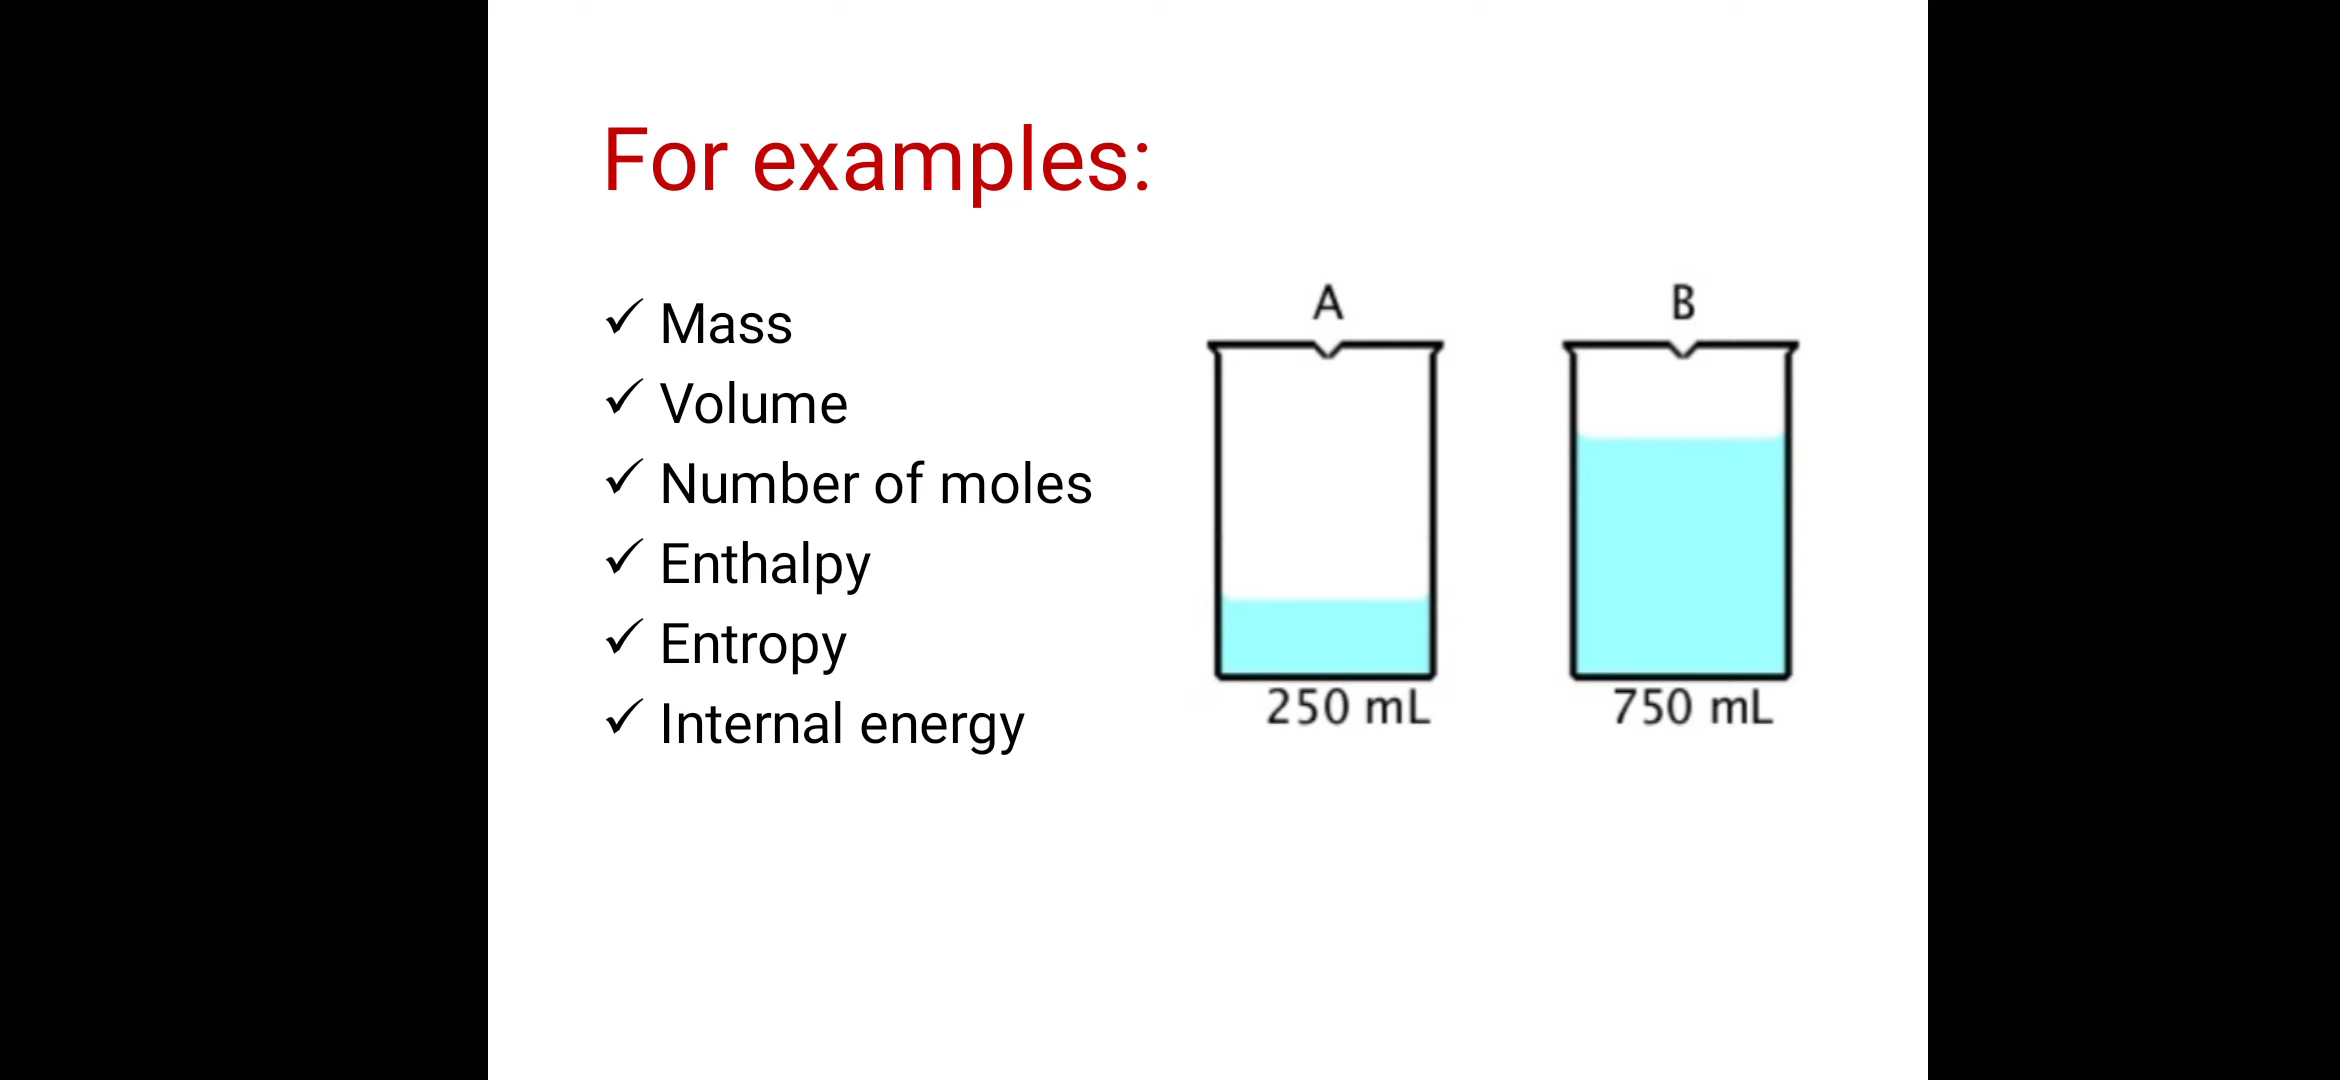 For examples:
✓ Mass
✓ Volume
✓ Number of moles
✓ Enthalpy
✓ Entropy
✓ Internal energy
A B
250 mL 750 mL